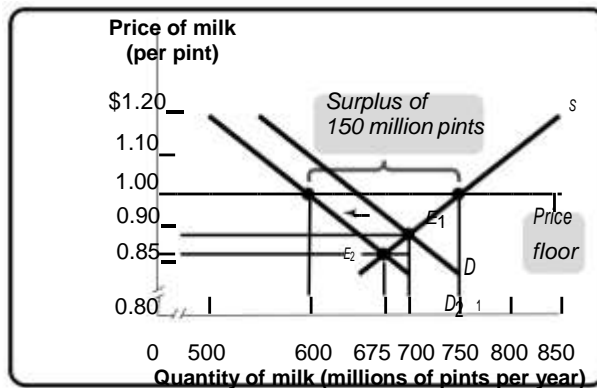 Price of milk
(per pint)
$1.20
Surplus of
150 million pints
S
1.10
1.00
0.90
E1
Price
floor
0.85
E2
D
0.80
D2 1
0 500 600 675 700 750 800 850
Quantity of milk (millions of pints per year)